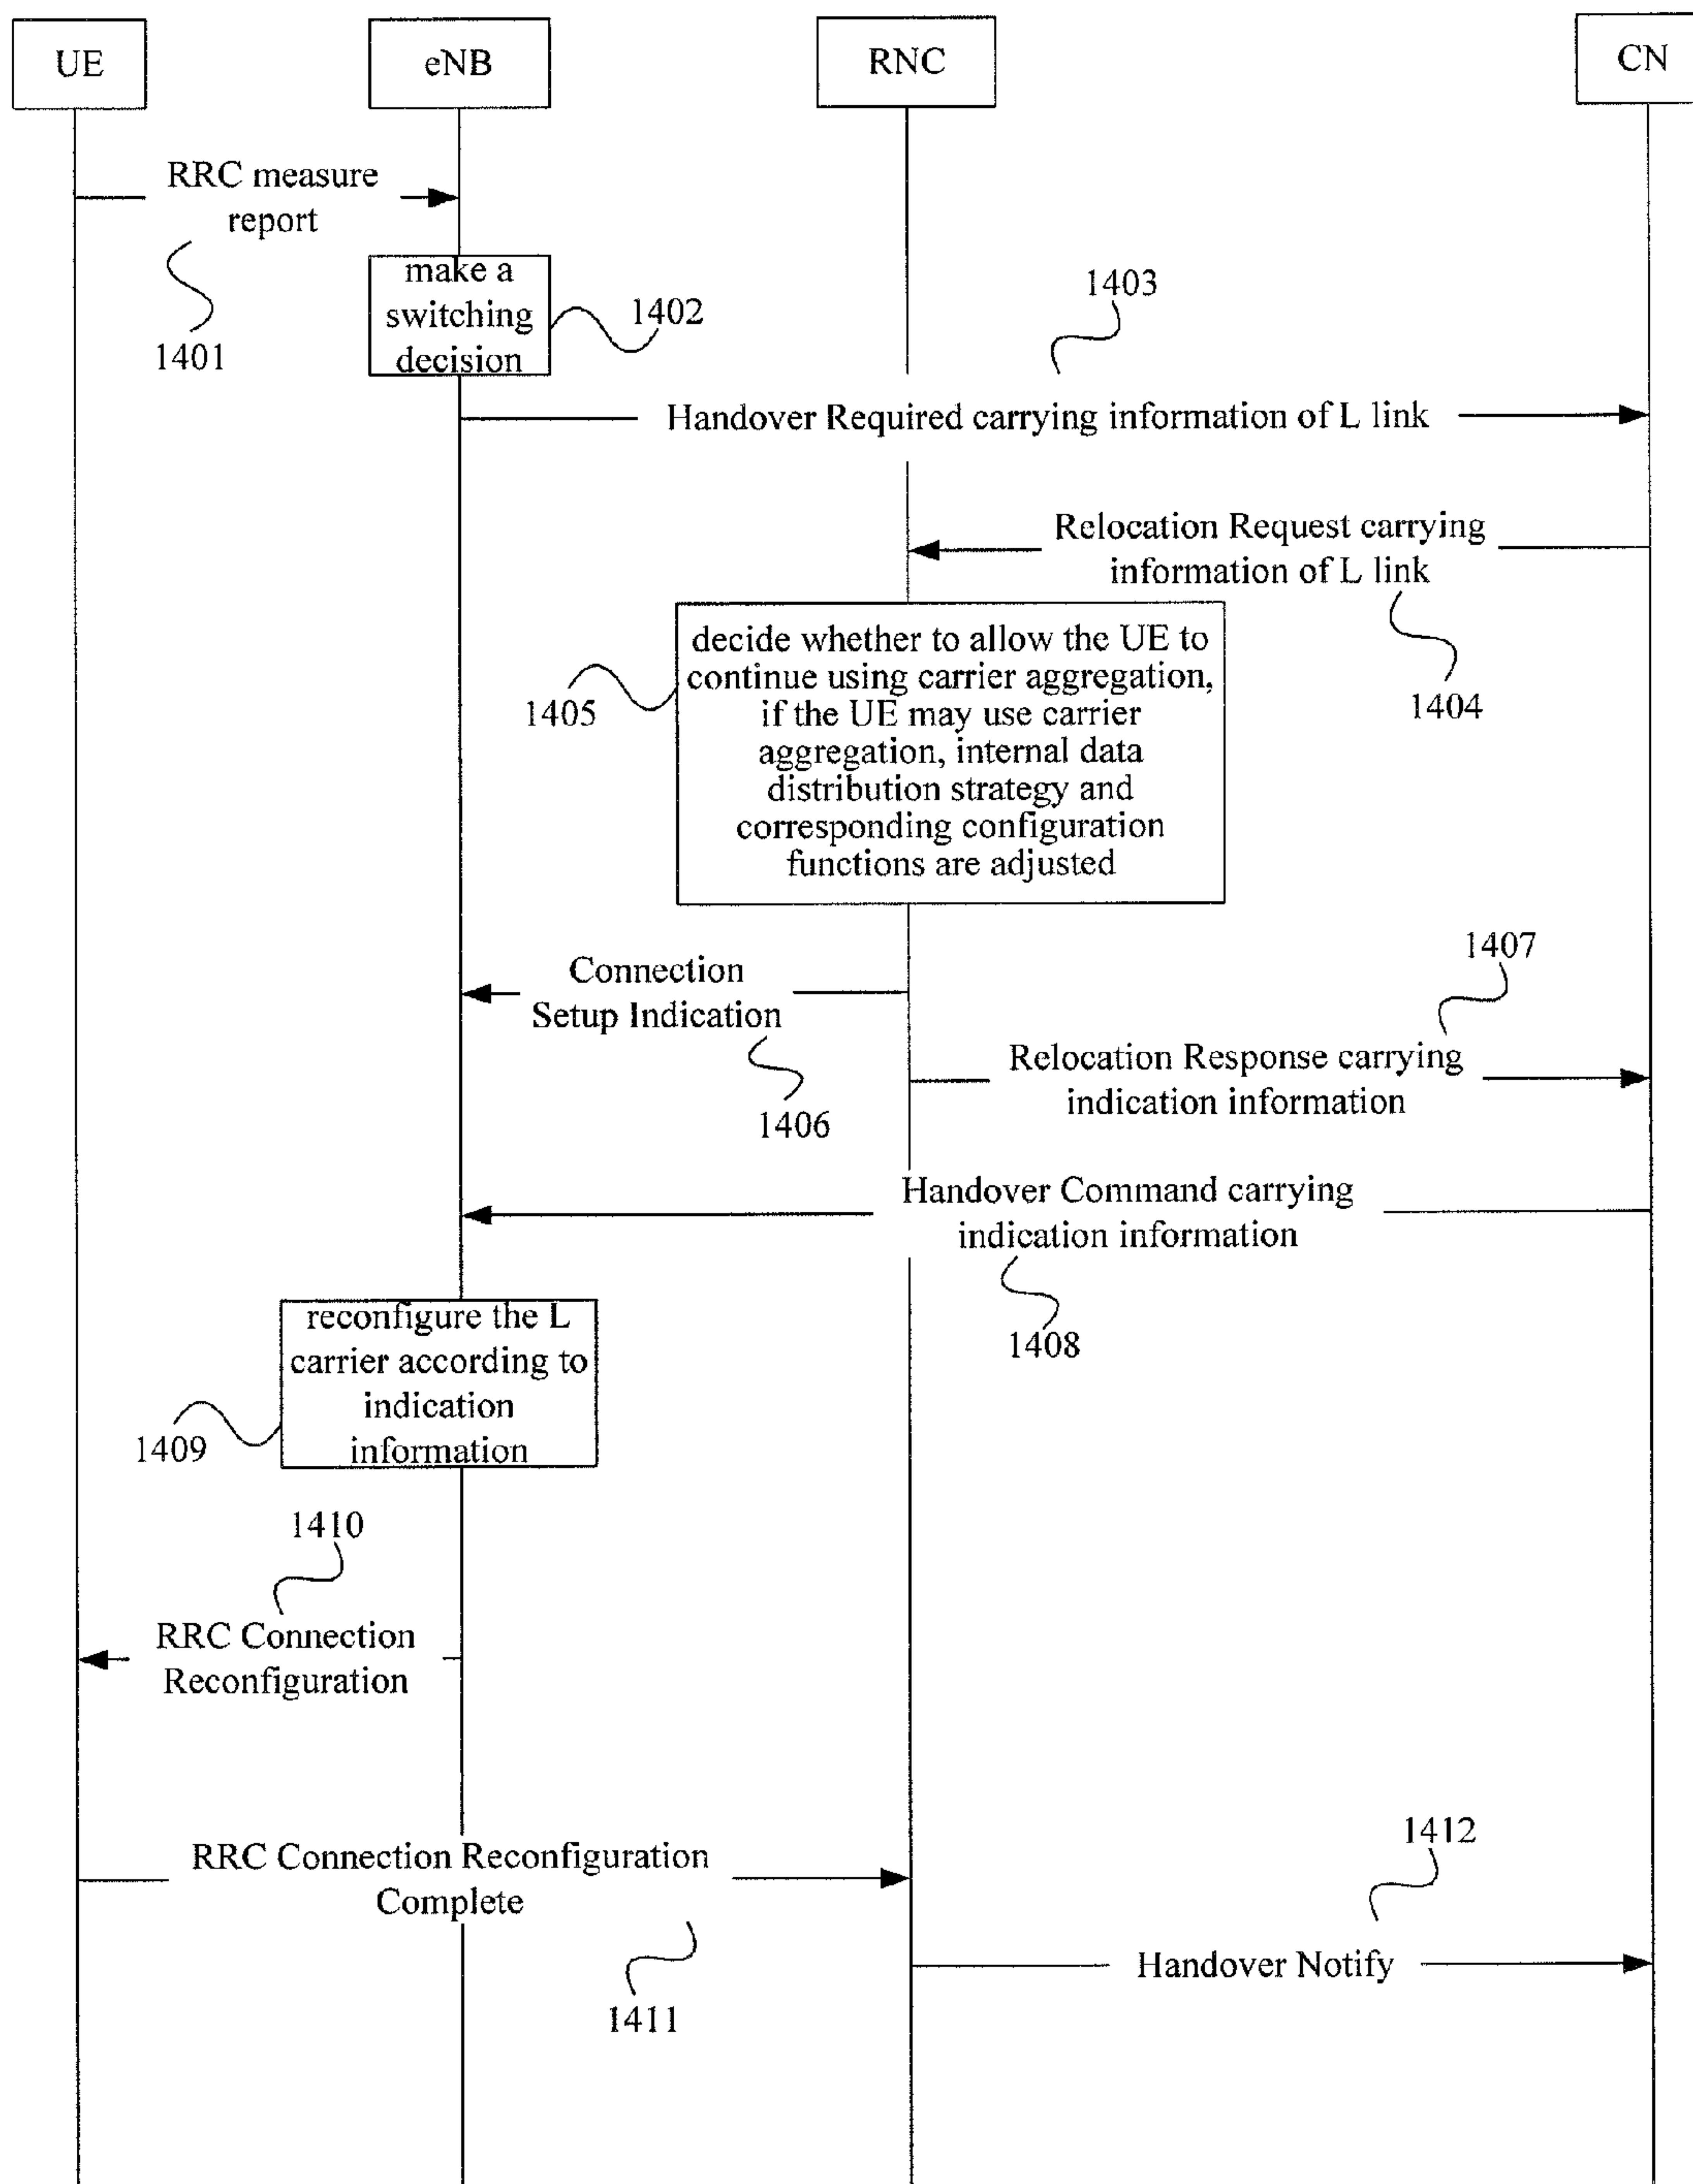 UE
eNB
RNC
CN
RRC measure
report
1401
make a
switching
decision
1402
1403
Handover Required carrying information of L link
Relocation Request carrying
information of L link
1404
decide whether to allow the UE to
continue using carrier aggregation,
if the UE may use carrier
aggregation, internal data
distribution strategy and
corresponding configuration
functions are adjusted
1405
Connection
Setup Indication
1406
1407
Relocation Response carrying
indication information
Handover Command carrying
indication information
1408
reconfigure the L
carrier according to
indication
information
1409
1410
RRC Connection
Reconfiguration
RRC Connection Reconfiguration
Complete
1411
1412
Handover Notify